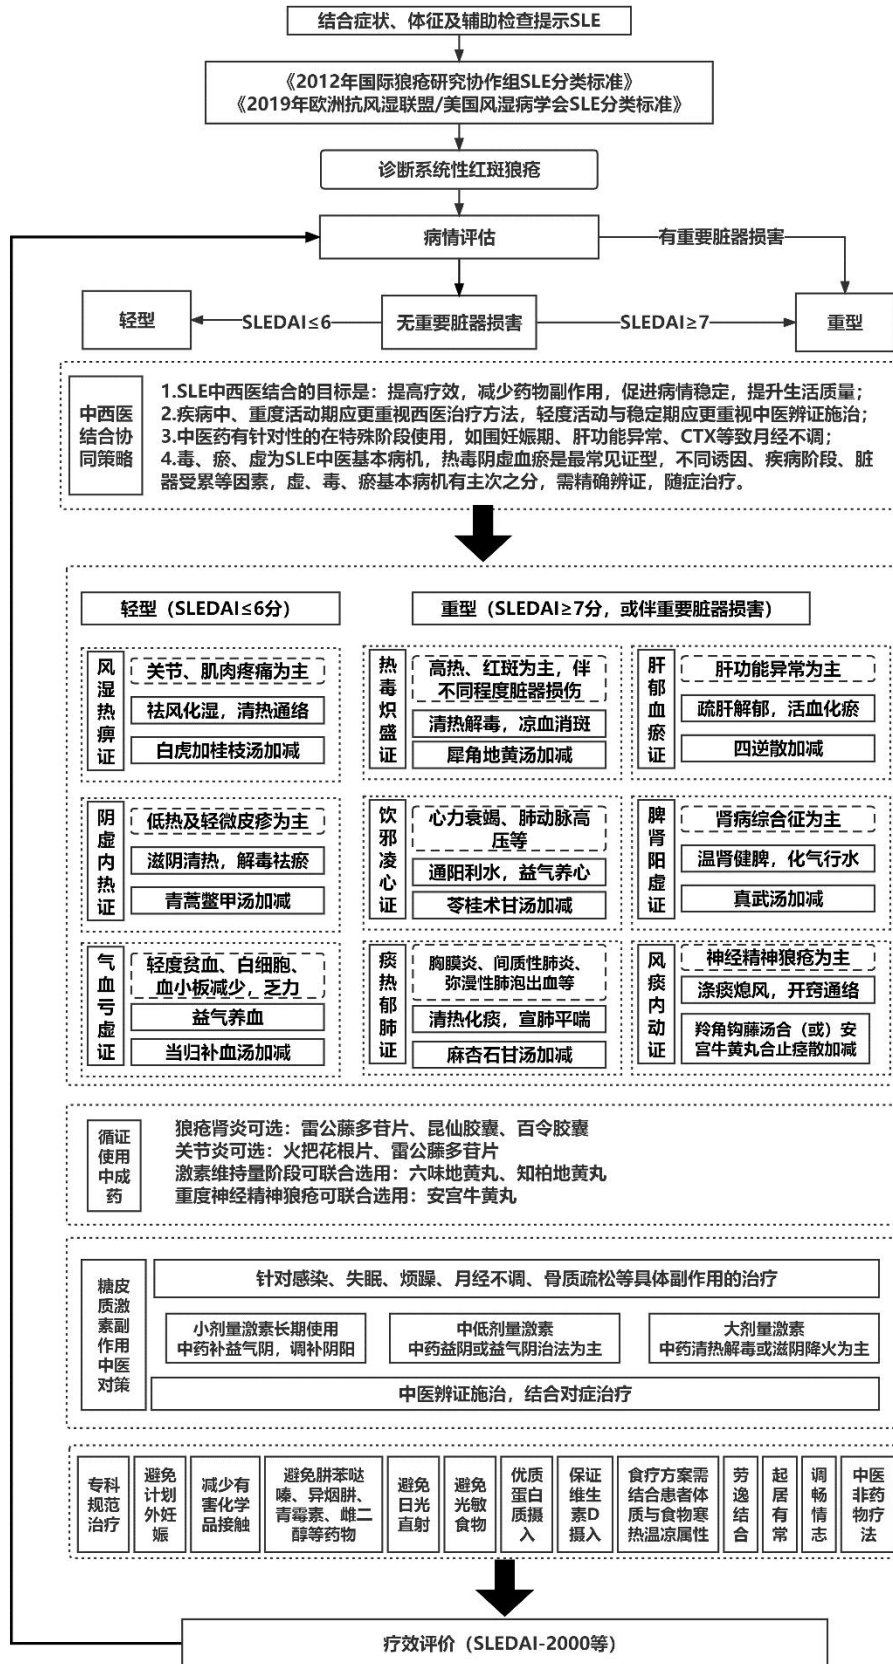 结合症状、体征及辅助检查提示SLE
《2012年国际狼疮研究协作组SLE分类标准》
《2019年欧洲抗风湿联盟/美国风湿病学会SLE分类标准》
诊断系统性红斑狼疮
病情评估
有重要脏器损害
轻型
SLEDAI≤6
无重要脏器损害
SLEDAI≥7
重型
中西医
结合协
同策略
1.SLE中西医结合的目标是：提高疗效，减少药物副作用，促进病情稳定，提升生活质量；
2.疾病中、重度活动期应更重视西医治疗方法，轻度活动与稳定期应更重视中医辨证施治；
3.中医药有针对性的在特殊阶段使用，如围妊娠期、肝功能异常、CTX等致月经不调；
4.毒、瘀、虚为SLE中医基本病机，热毒阴虚血瘀是最常见证型，不同诱因、疾病阶段、脏
器受累等因素，虚、毒、瘀基本病机有主次之分，需精确辨证，随症治疗。
轻型（SLEDAI≤6分）
重型（SLEDAI≥7分，或伴重要脏器损害）
风湿热痹证
关节、肌肉疼痛为主
祛风化湿，清热通络
白虎加桂枝汤加减
热毒炽盛证
高热、红斑为主，伴
不同程度脏器损伤
清热解毒，凉血消斑
犀角地黄汤加减
肝郁血瘀证
肝功能异常为主
疏肝解郁，活血化瘀
四逆散加减
阴虚内热证
低热及轻微皮疹为主
滋阴清热，解毒祛瘀
青蒿鳖甲汤加减
饮邪凌心证
心力衰竭、肺动脉高
压等
通阳利水，益气养心
苓桂术甘汤加减
脾肾阳虚证
肾病综合征为主
温肾健脾，化气行水
真武汤加减
气血亏虚证
轻度贫血、白细胞、
血小板减少，乏力
益气养血
当归补血汤加减
痰热郁肺证
胸膜炎、间质性肺炎、
弥漫性肺泡出血等
清热化痰，宣肺平喘
麻杏石甘汤加减
风痰内动证
神经精神狼疮为主
涤痰熄风，开窍通络
羚角钩藤汤合（或）安
宫牛黄丸合止痉散加减
循证
使用
中成
药
狼疮肾炎可选：雷公藤多苷片、昆仙胶囊、百令胶囊
关节炎可选：火把花根片、雷公藤多苷片
激素维持量阶段可联合选用：六味地黄丸、知柏地黄丸
重度神经精神狼疮可联合选用：安宫牛黄丸
糖皮
质激
素副
作用
中医
对策
针对感染、失眠、烦躁、月经不调、骨质疏松等具体副作用的治疗
小剂量激素长期使用
中药补益气阴，调补阴阳
中低剂量激素
中药益阴或益气阴治法为主
大剂量激素
中药清热解毒或滋阴降火为主
中医辨证施治，结合对症治疗
专科
规范
治疗
避免
计划
外妊
娠
减少有
害化学
品接触
避免肼苯哒
嗪、异烟肼、
青霉素、雌二
醇等药物
避免
日光
直射
避免
光敏
食物
优质
蛋白
质摄
入
保证
维生
素D
摄入
食疗方案需
结合患者体
质与食物寒
热温凉属性
劳
逸
结
合
起
居
有
常
调
畅
情
志
中医
非药
物疗
法
疗效评价（SLEDAI-2000等）